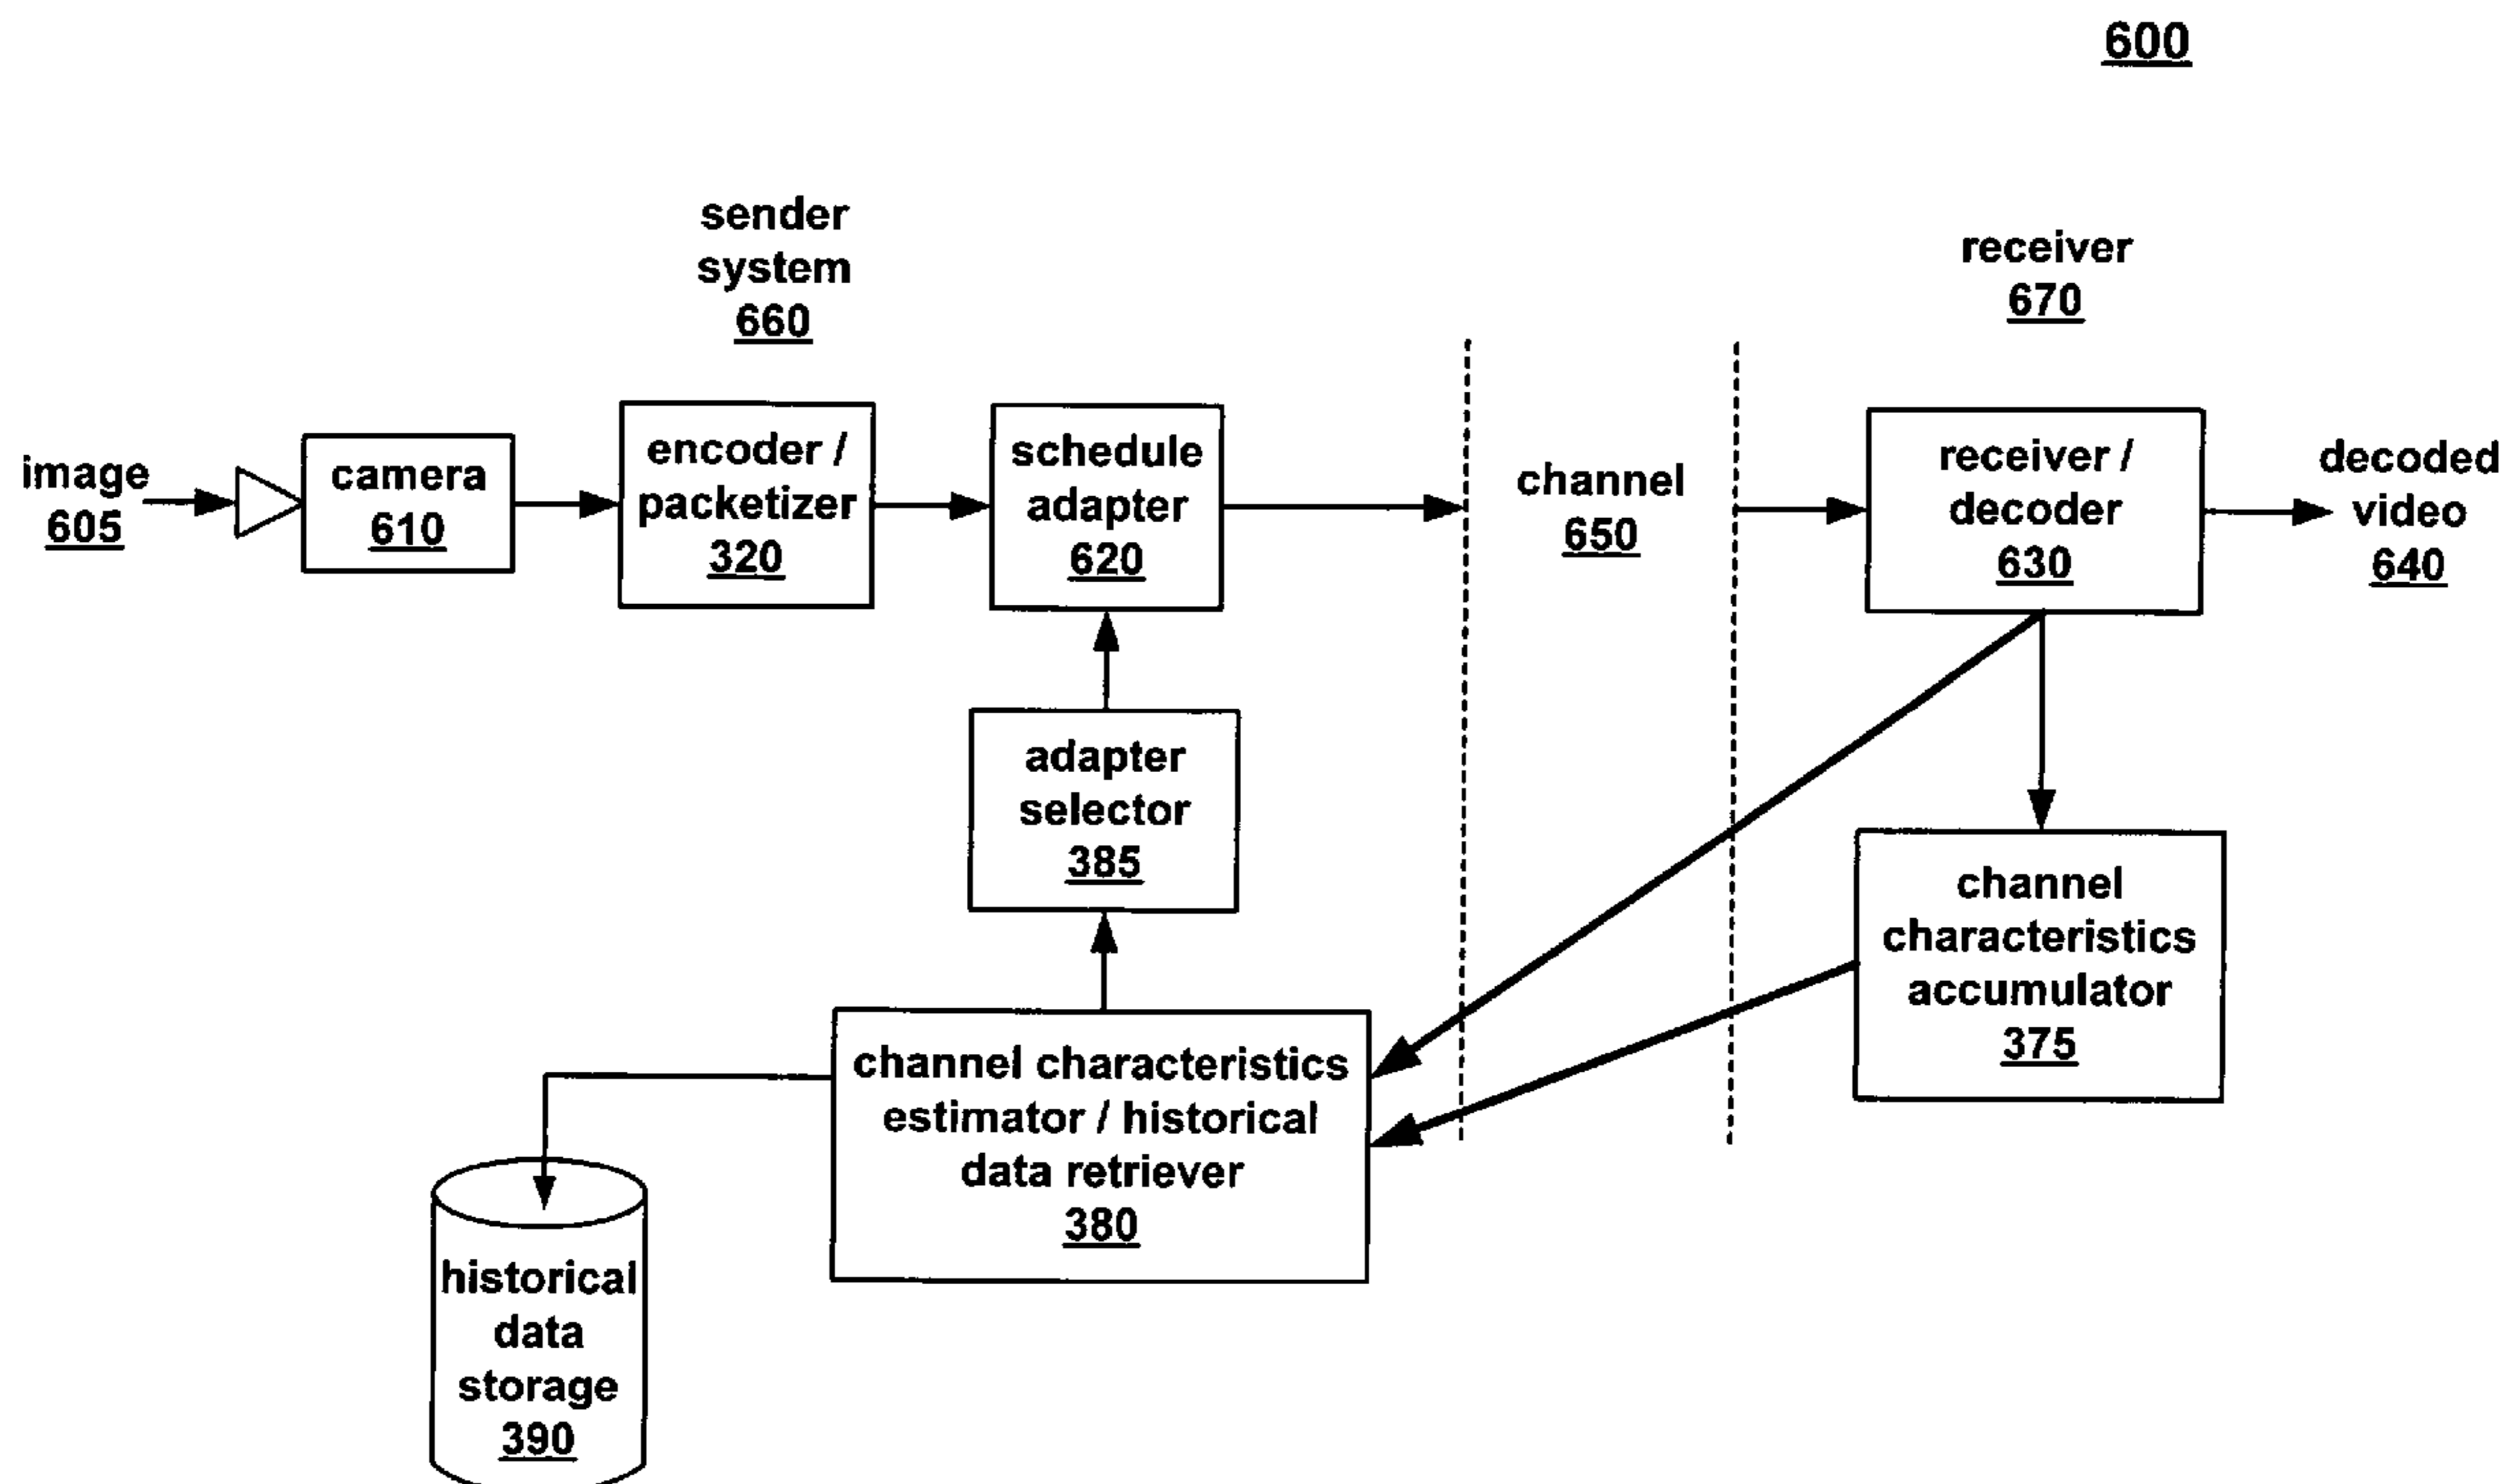 600
sender
system
660
receiver
670
image
605
camera
610
encoder /
packetizer
320
schedule
adapter
620
channel
650
receiver /
decoder
630
decoded
video
640
adapter
selector
385
channel
characteristics
accumulator
375
channel characteristics
estimator / historical
data retriever
380
historical
data
storage
390